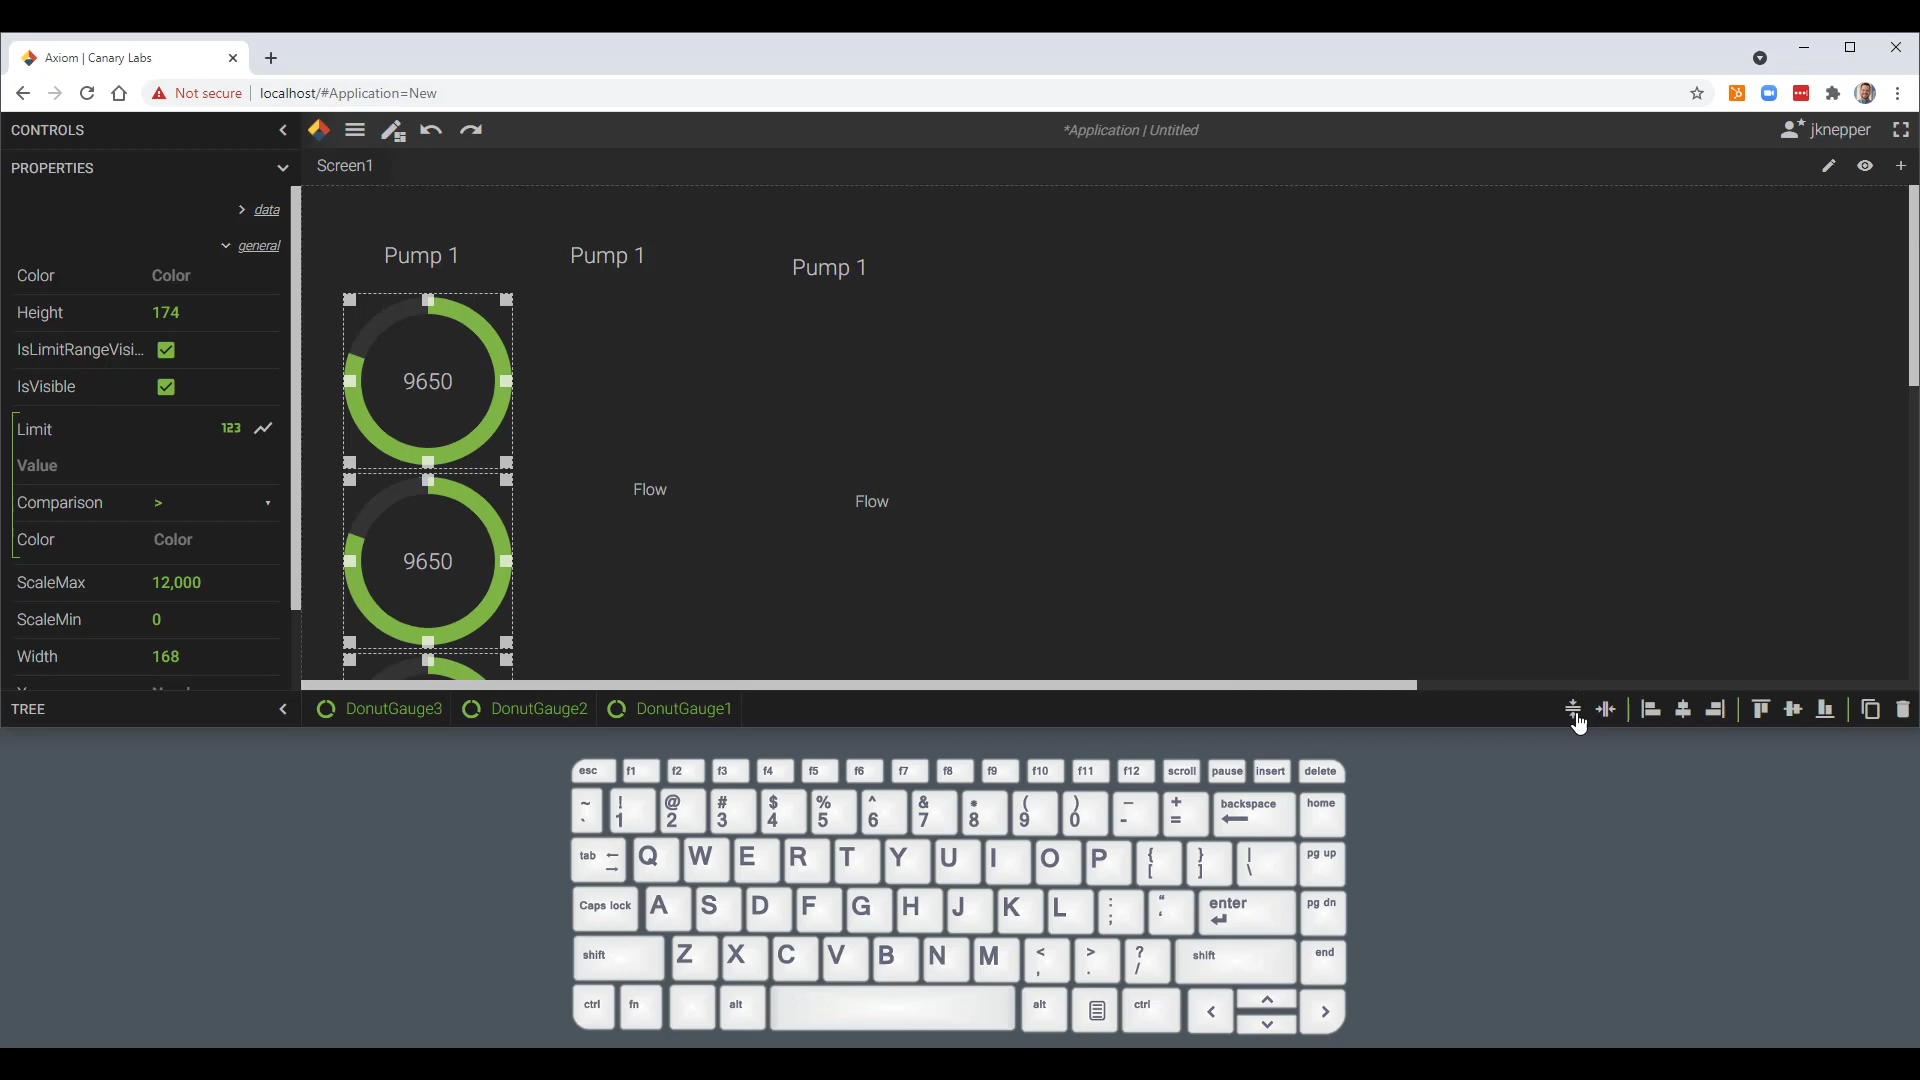 Axiom | Canary Labs
Not secure
localhost/#Application=New
CONTROLS
*Application | Untitled
jknepper
PROPERTIES
Screen1
data
general
Color Color
Height 174
IsLimitRangeVisi...
IsVisible
Limit 123
Value
Comparison >
Color Color
ScaleMax 12,000
ScaleMin 0
Width 168
Pump 1 Pump 1 Pump 1
9650
Flow Flow
9650
TREE
DonutGauge3 DonutGauge2 DonutGauge1
esc f1 f2 f3 f4 f5 f6 f7 f8 f9 f10 f11 f12 scroll pause insert delete
~ ! @ # $ % ^ & * ( ) _ + backspace home
` 1 2 3 4 5 6 7 8 9 0 - =
tab Q W E R T Y U I O P { } | pg up
[ ] \
Caps lock A S D F G H J K L : " enter pg dn
; '
shift Z X C V B N M < > ? shift end
, . /
ctrl fn alt alt ctrl